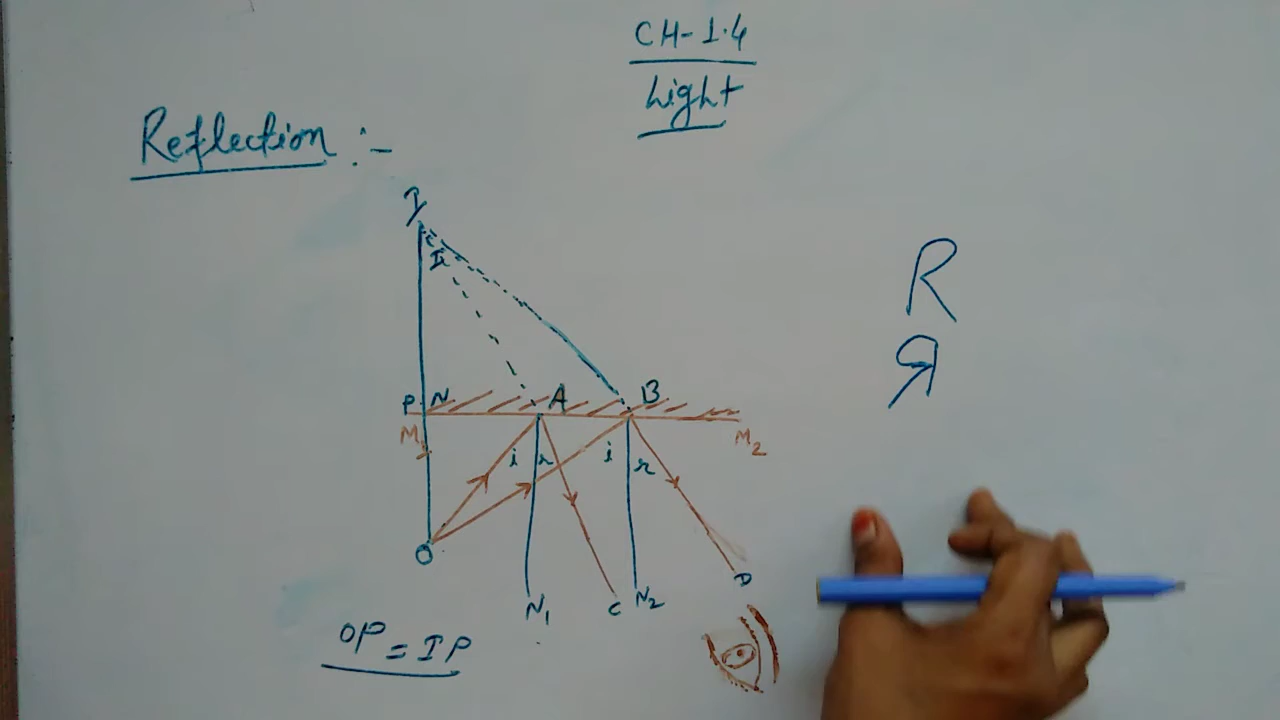 CH-1.4
Light
Reflection :-
I
I
R
Я
P N A B
M1 M2
i r i r
O
N1 C N2 D
OP = IP